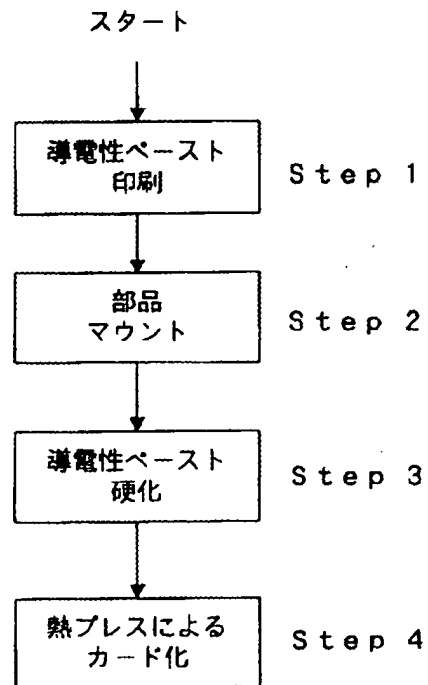 スタート
導電性ペースト
印刷
Step 1
部品
マウント
Step 2
導電性ペースト
硬化
Step 3
熱プレスによる
カード化
Step 4